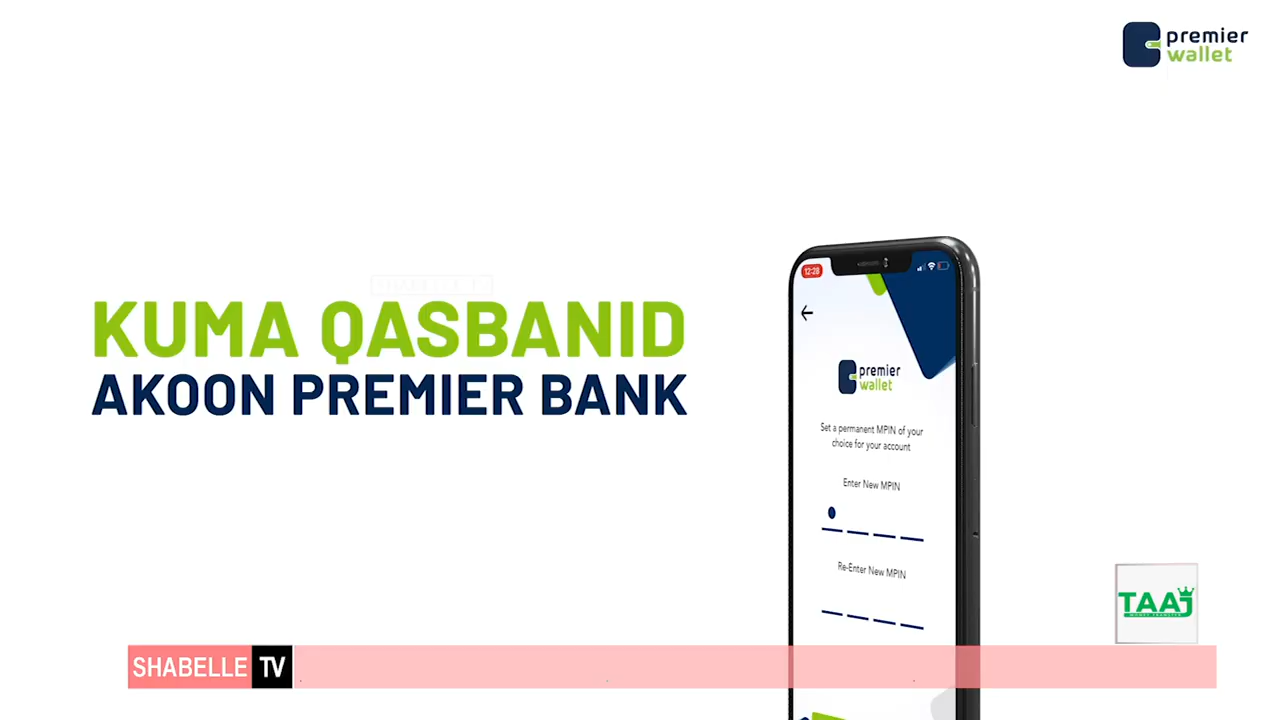 premier
wallet
KUMA QASBANID
AKOON PREMIER BANK
12:28
premier
wallet
Set a permanent MPIN of your
choice for your account
Enter New MPIN
Re-Enter New MPIN
TAAJ
SHABELLE TV